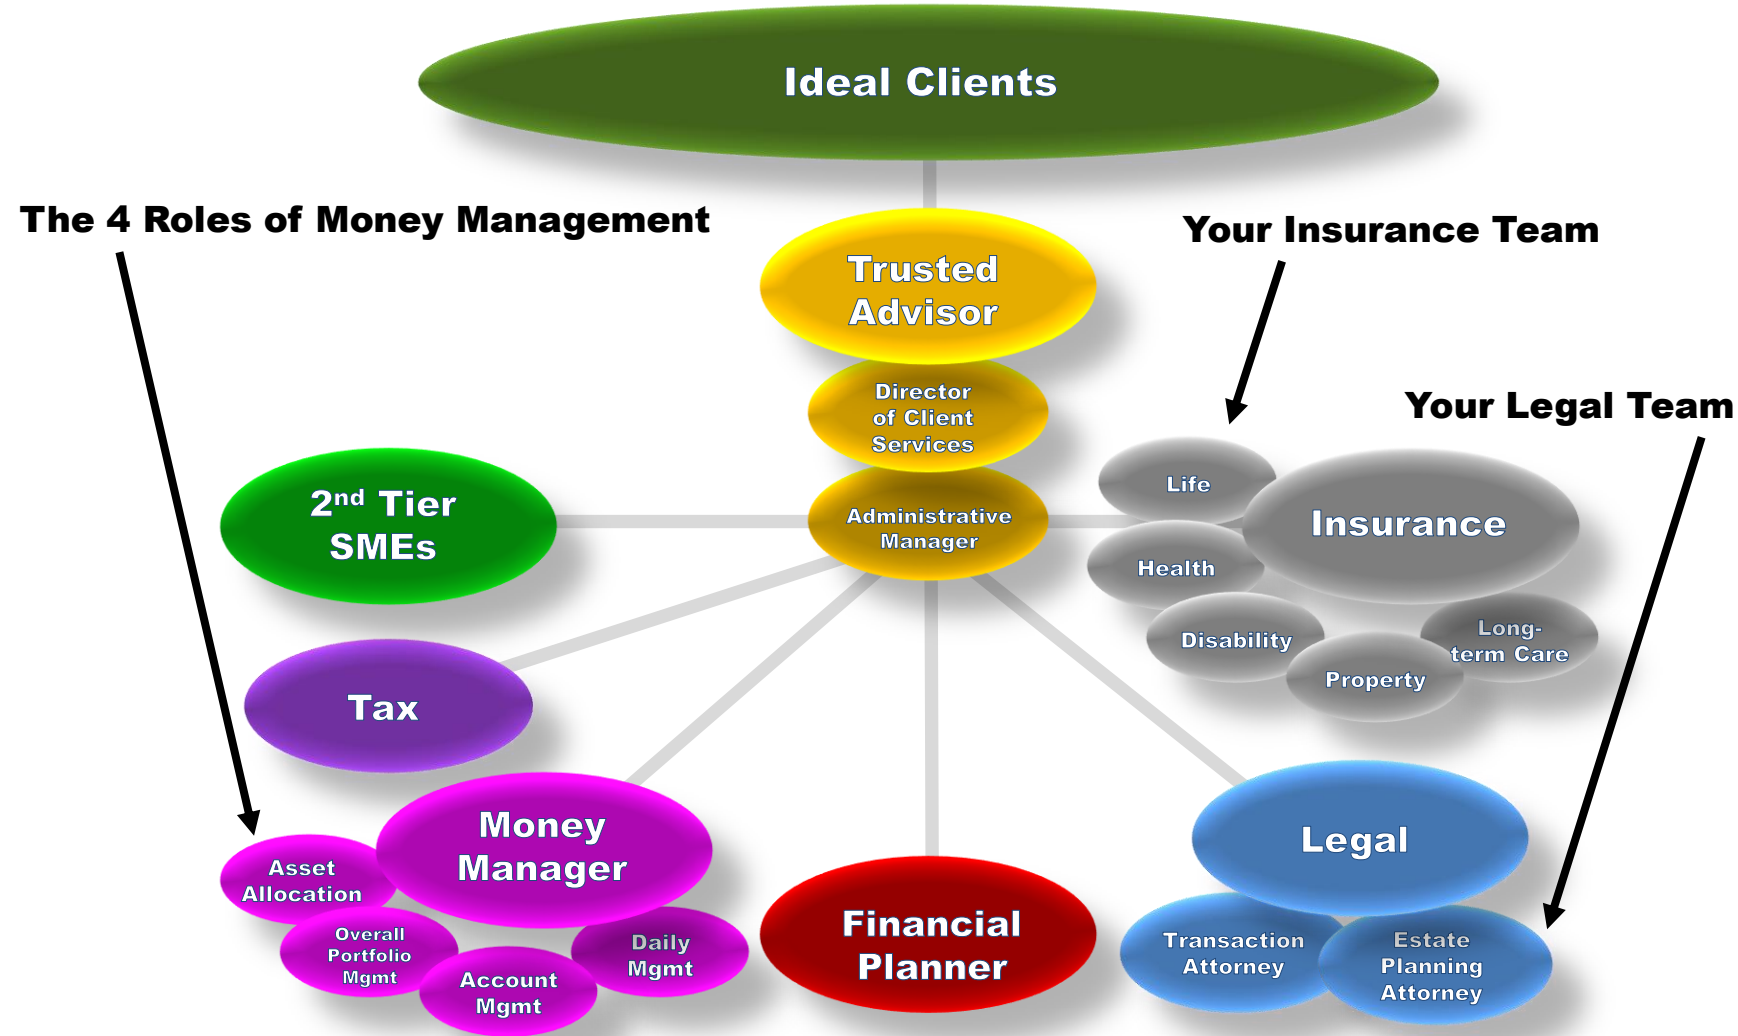 Ideal Clients
The 4 Roles of Money Management
Your Insurance Team
Trusted
Advisor
Director
of Client
Services
Your Legal Team
2nd Tier
SMEs
Administrative
Manager
Life
Insurance
Health
Disability
Long-
term Care
Property
Tax
Money
Manager
Asset
Allocation
Overall
Portfolio
Mgmt
Account
Mgmt
Daily
Mgmt
Financial
Planner
Legal
Transaction
Attorney
Estate
Planning
Attorney